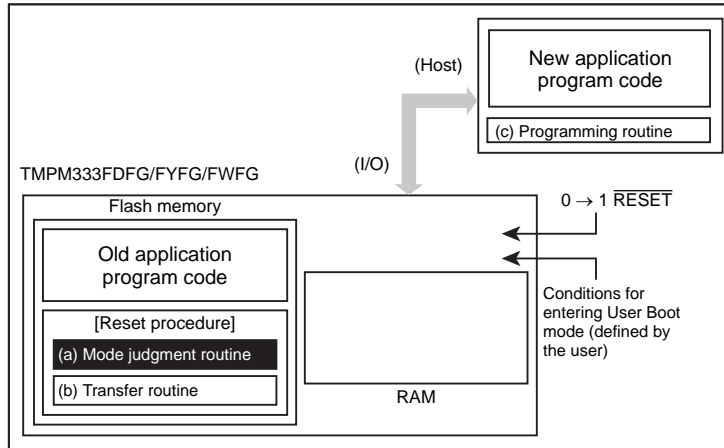 New application
program code
(Host)
(c) Programming routine
(I/O)
TMPM333FDFG/FYFG/FWFG
0 → 1 RESET
Flash memory
Old application
program code
[Reset procedure]
(a) Mode judgment routine
(b) Transfer routine
RAM
Conditions for
entering User Boot
mode (defined by
the user)